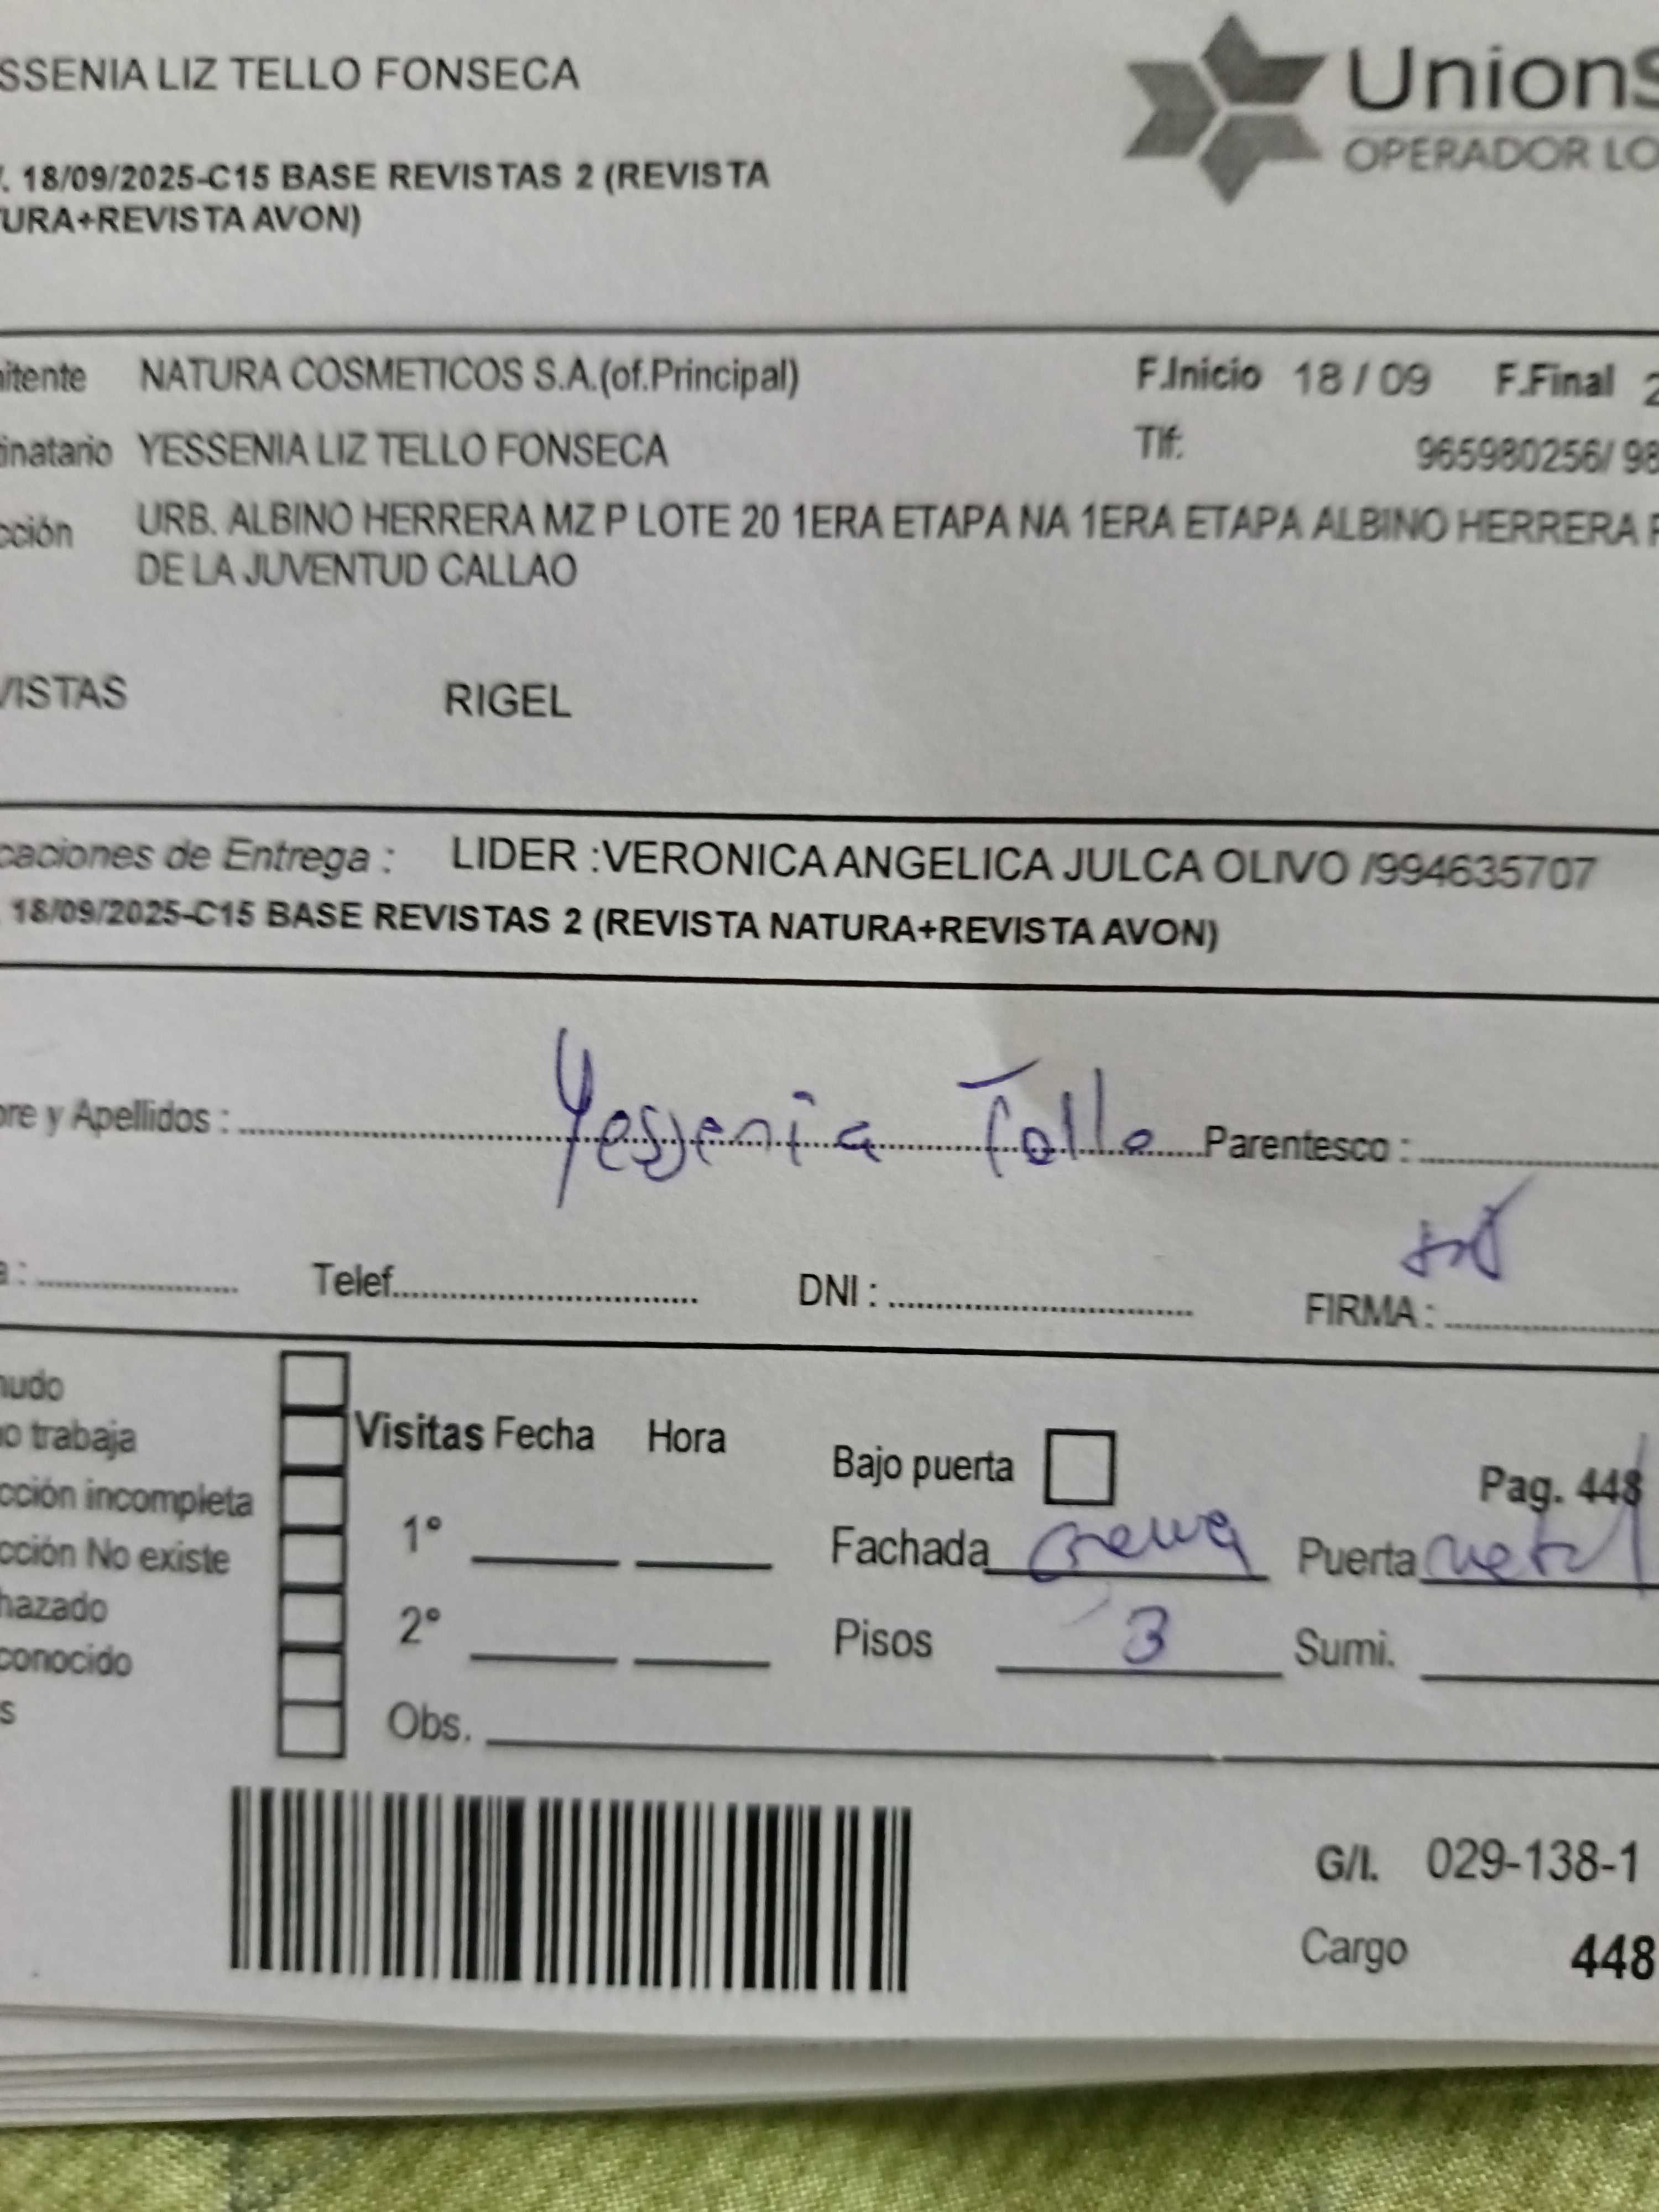 SSENIA LIZ TELLO FONSECA
UnionS
OPERADOR LO
. 18/09/2025-C15 BASE REVISTAS 2 (REVISTA
URA+REVISTA AVON)
itente NATURA COSMETICOS S.A.(of.Principal) F.Inicio 18 / 09 F.Final 2
inatario YESSENIA LIZ TELLO FONSECA Tlf: 965980256/ 98
cción URB. ALBINO HERRERA MZ P LOTE 20 1ERA ETAPA NA 1ERA ETAPA ALBINO HERRERA
DE LA JUVENTUD CALLAO
VISTAS RIGEL
caciones de Entrega : LIDER :VERONICA ANGELICA JULCA OLIVO /994635707
18/09/2025-C15 BASE REVISTAS 2 (REVISTA NATURA+REVISTA AVON)
re y Apellidos : Yessenia Tello Parentesco :
a : Telef. DNI : FIRMA :
udo
o trabaja Visitas Fecha Hora Bajo puerta Pag. 448
cción incompleta
cción No existe 1° Fachada crema Puerta metal
hazado
conocido 2° Pisos 3 Sumi.
s Obs.
G/I. 029-138-1
Cargo 448